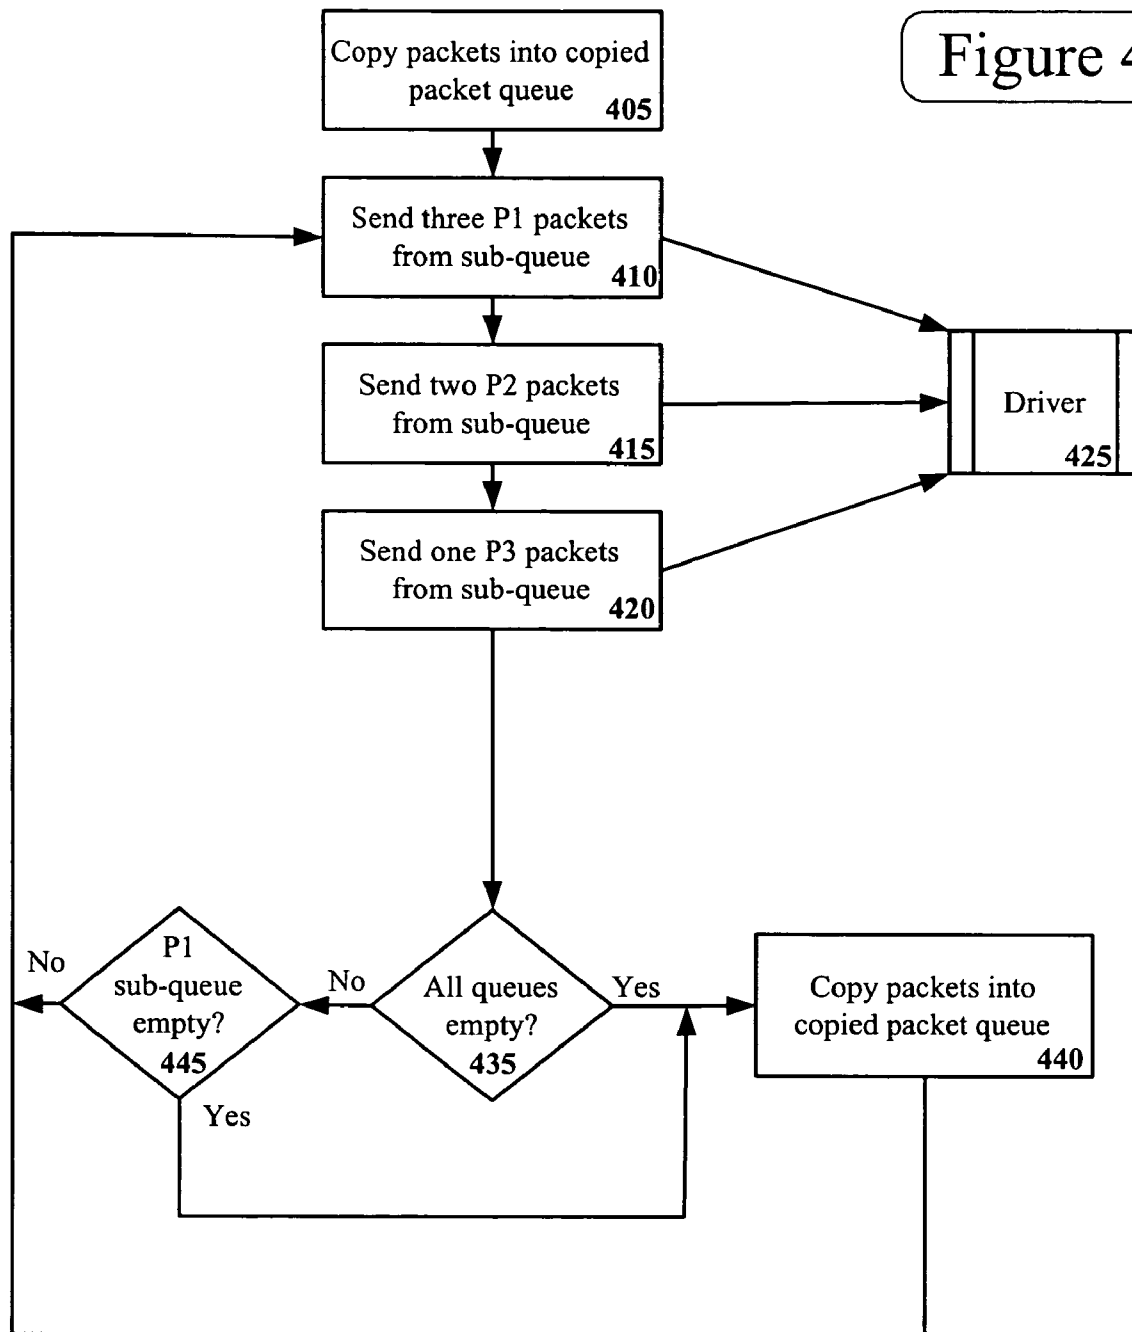 Copy packets into copied
packet queue
405
Figure 4
Send three P1 packets
from sub-queue
410
Send two P2 packets
from sub-queue
415
Driver
425
Send one P3 packets
from sub-queue
420
No
P1
sub-queue
empty?
445
Yes
No
All queues
empty?
435
Yes
Copy packets into
copied packet queue
440